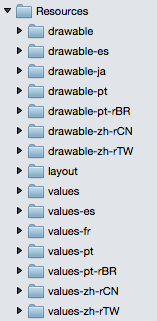 Resources
drawable
drawable-es
drawable-ja
drawable-pt
drawable-pt-rBR
drawable-zh-rCN
drawable-zh-rTW
layout
values
values-es
values-fr
values-pt
values-pt-rBR
values-zh-rCN
values-zh-rTW